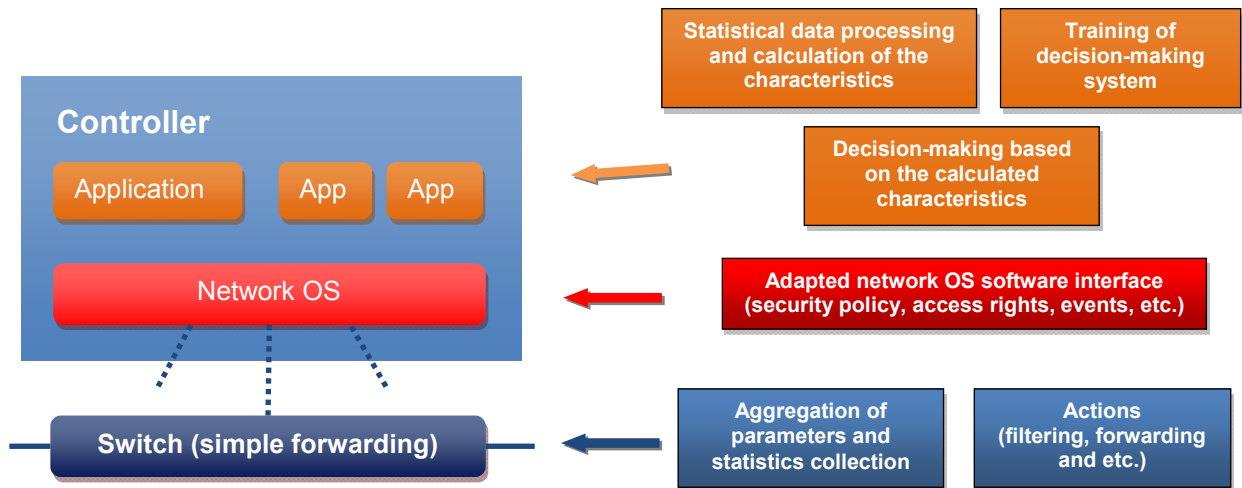 Controller
Application
App
App
Network OS
Switch (simple forwarding)
Statistical data processing
and calculation of the
characteristics
Training of
decision-making
system
Decision-making based
on the calculated
characteristics
Adapted network OS software interface
(security policy, access rights, events, etc.)
Aggregation of
parameters and
statistics collection
Actions
(filtering, forwarding
and etc.)